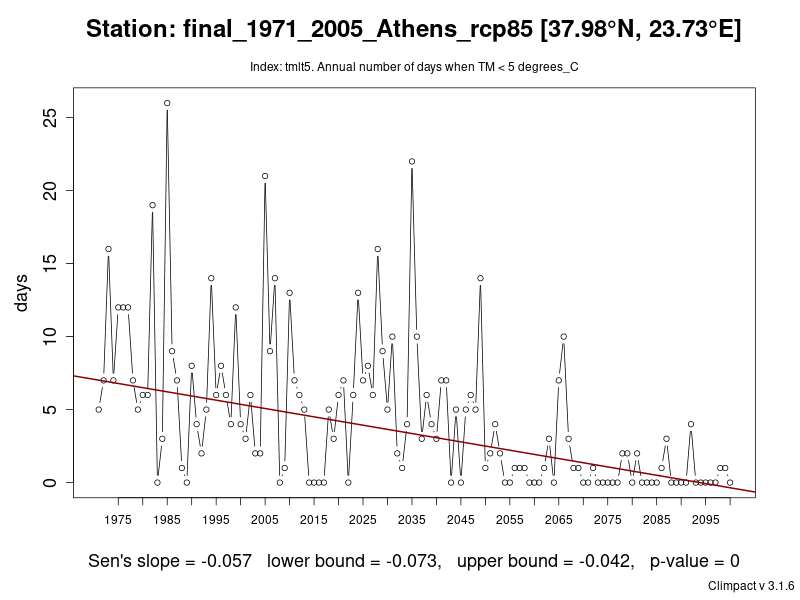 Station: final_1971_2005_Athens_rcp85 [37.98°N, 23.73°E]
Index: tmlt5. Annual number of days when TM < 5 degrees_C
days
25
20
15
10
5
0
1975 1985 1995 2005 2015 2025 2035 2045 2055 2065 2075 2085 2095
Sen's slope = -0.057 lower bound = -0.073, upper bound = -0.042, p-value = 0
Climpact v 3.1.6